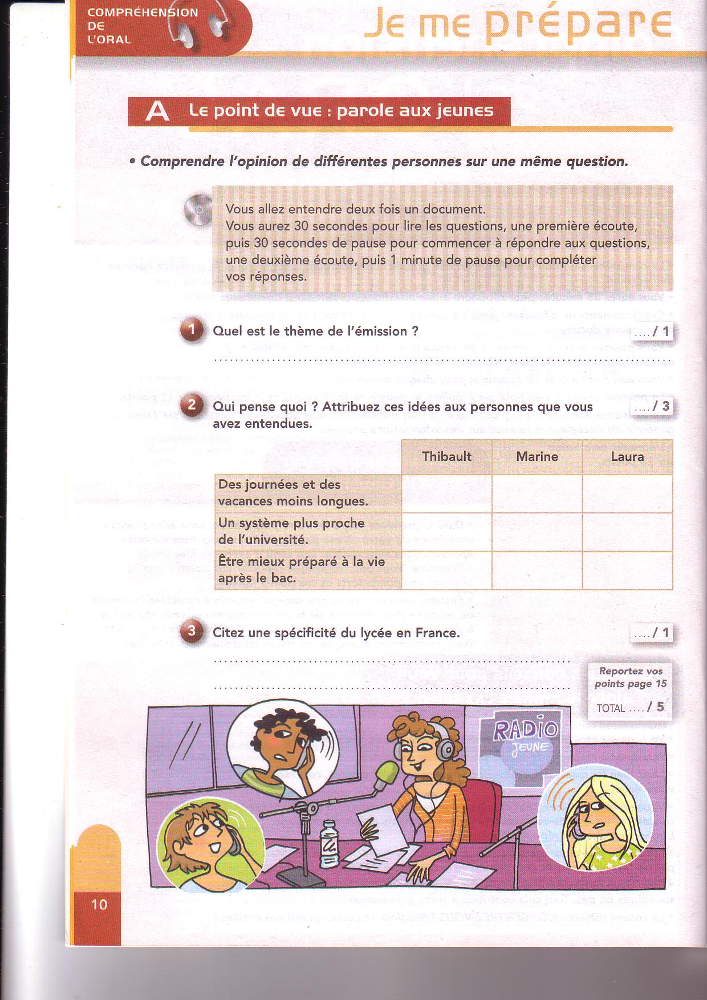 COMPRÉHENSION
DE
L'ORAL
Je me prépare
A Le point de vue : parole aux jeunes
• Comprendre l'opinion de différentes personnes sur une même question.
Vous allez entendre deux fois un document.
Vous aurez 30 secondes pour lire les questions, une première écoute,
puis 30 secondes de pause pour commencer à répondre aux questions,
une deuxième écoute, puis 1 minute de pause pour compléter
vos réponses.
1 Quel est le thème de l'émission ? .... / 1
2 Qui pense quoi ? Attribuez ces idées aux personnes que vous .... / 3
avez entendues.
Thibault Marine Laura
Des journées et des
vacances moins longues.
Un système plus proche
de l'université.
Être mieux préparé à la vie
après le bac.
3 Citez une spécificité du lycée en France. .... / 1
Reportez vos
points page 15
TOTAL .... / 5
RADIO
JEUNE
10